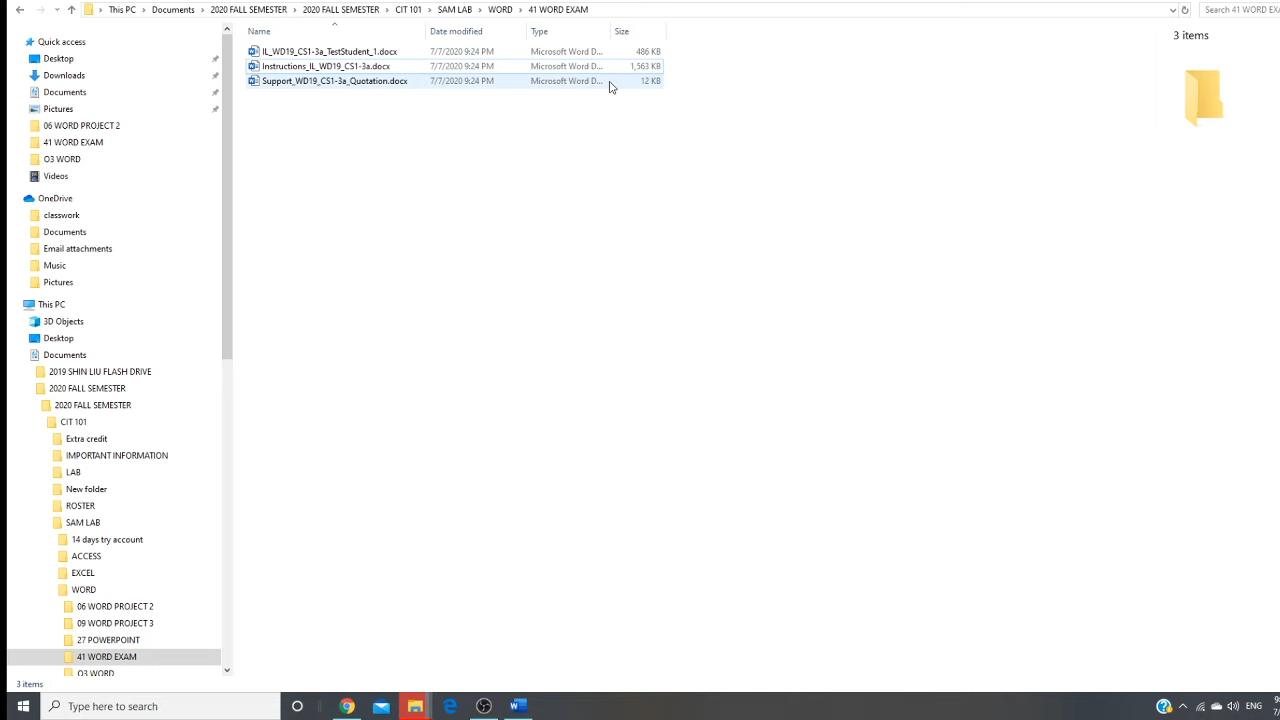 This PC > Documents > 2020 FALL SEMESTER > 2020 FALL SEMESTER > CIT 101 > SAM LAB > WORD > 41 WORD EXAM
Search 41 WORD EXA
Name Date modified Type Size
IL_WD19_CS1-3a_TestStudent_1.docx 7/7/2020 9:24 PM Microsoft Word D... 486 KB
Instructions_IL_WD19_CS1-3a.docx 7/7/2020 9:24 PM Microsoft Word D... 1,563 KB
Support_WD19_CS1-3a_Quotation.docx 7/7/2020 9:24 PM Microsoft Word D... 12 KB
3 items
Quick access
Desktop
Downloads
Documents
Pictures
06 WORD PROJECT 2
41 WORD EXAM
O3 WORD
Videos
OneDrive
classwork
Documents
Email attachments
Music
Pictures
This PC
3D Objects
Desktop
Documents
2019 SHIN LIU FLASH DRIVE
2020 FALL SEMESTER
2020 FALL SEMESTER
CIT 101
Extra credit
IMPORTANT INFORMATION
LAB
New folder
ROSTER
SAM LAB
14 days try account
ACCESS
EXCEL
WORD
06 WORD PROJECT 2
09 WORD PROJECT 3
27 POWERPOINT
41 WORD EXAM
O3 WORD
3 items
Type here to search
ENG